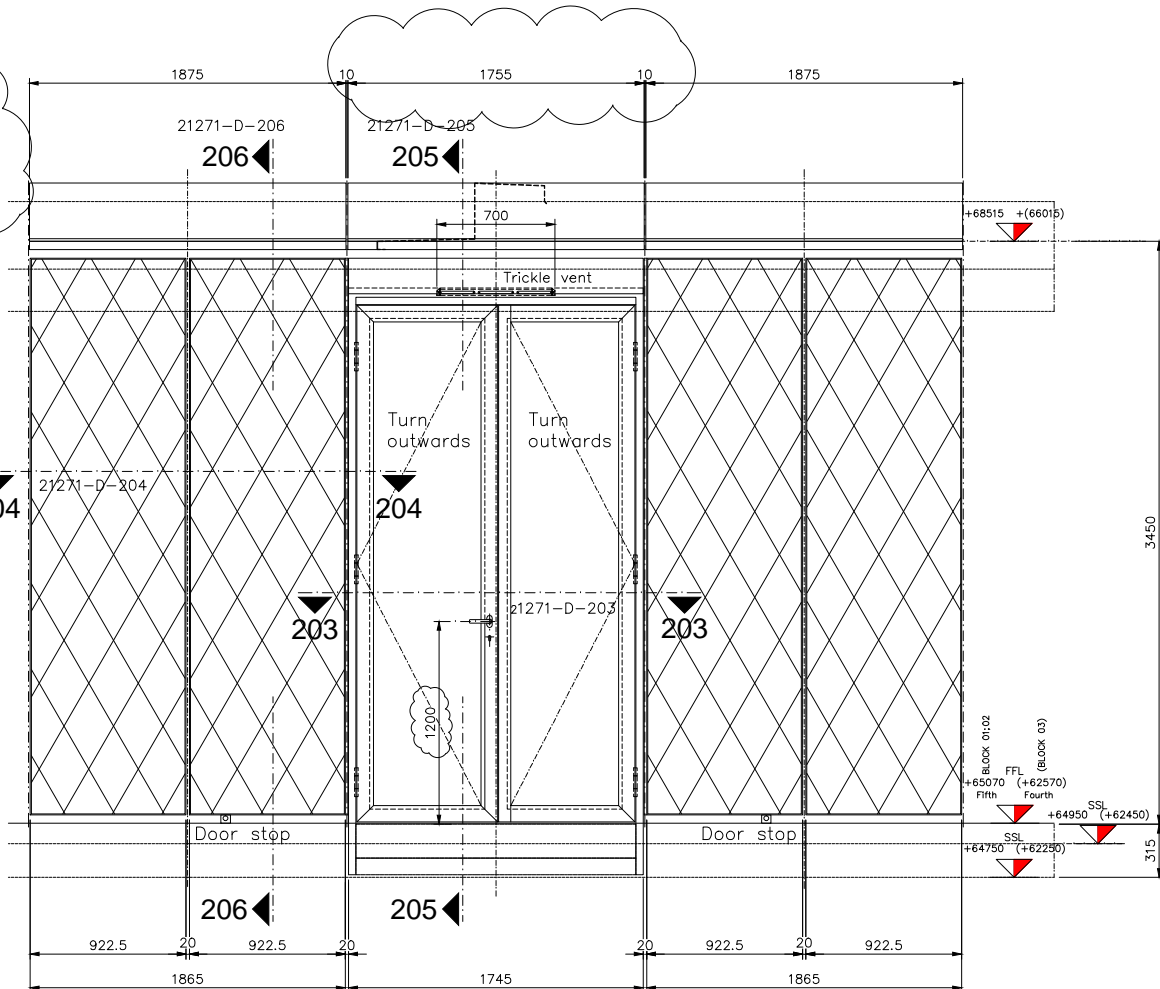 1875
10
1755
10
1875
21271-D-206
21271-D-205
206
205
700
+68515 +(66015)
Trickle vent
Turn
outwards
Turn
outwards
21271-D-204
04
204
3450
21271-D-203
203
203
1200
BLOCK 01;02
(BLOCK 03)
FFL
+65070 (+62570)
Fifth Fourth
SSL
+64950 (+62450)
Door stop
Door stop
SSL
+64750 (+62250)
315
206
205
922.5
20
922.5
20
20
922.5
20
922.5
1865
1745
1865